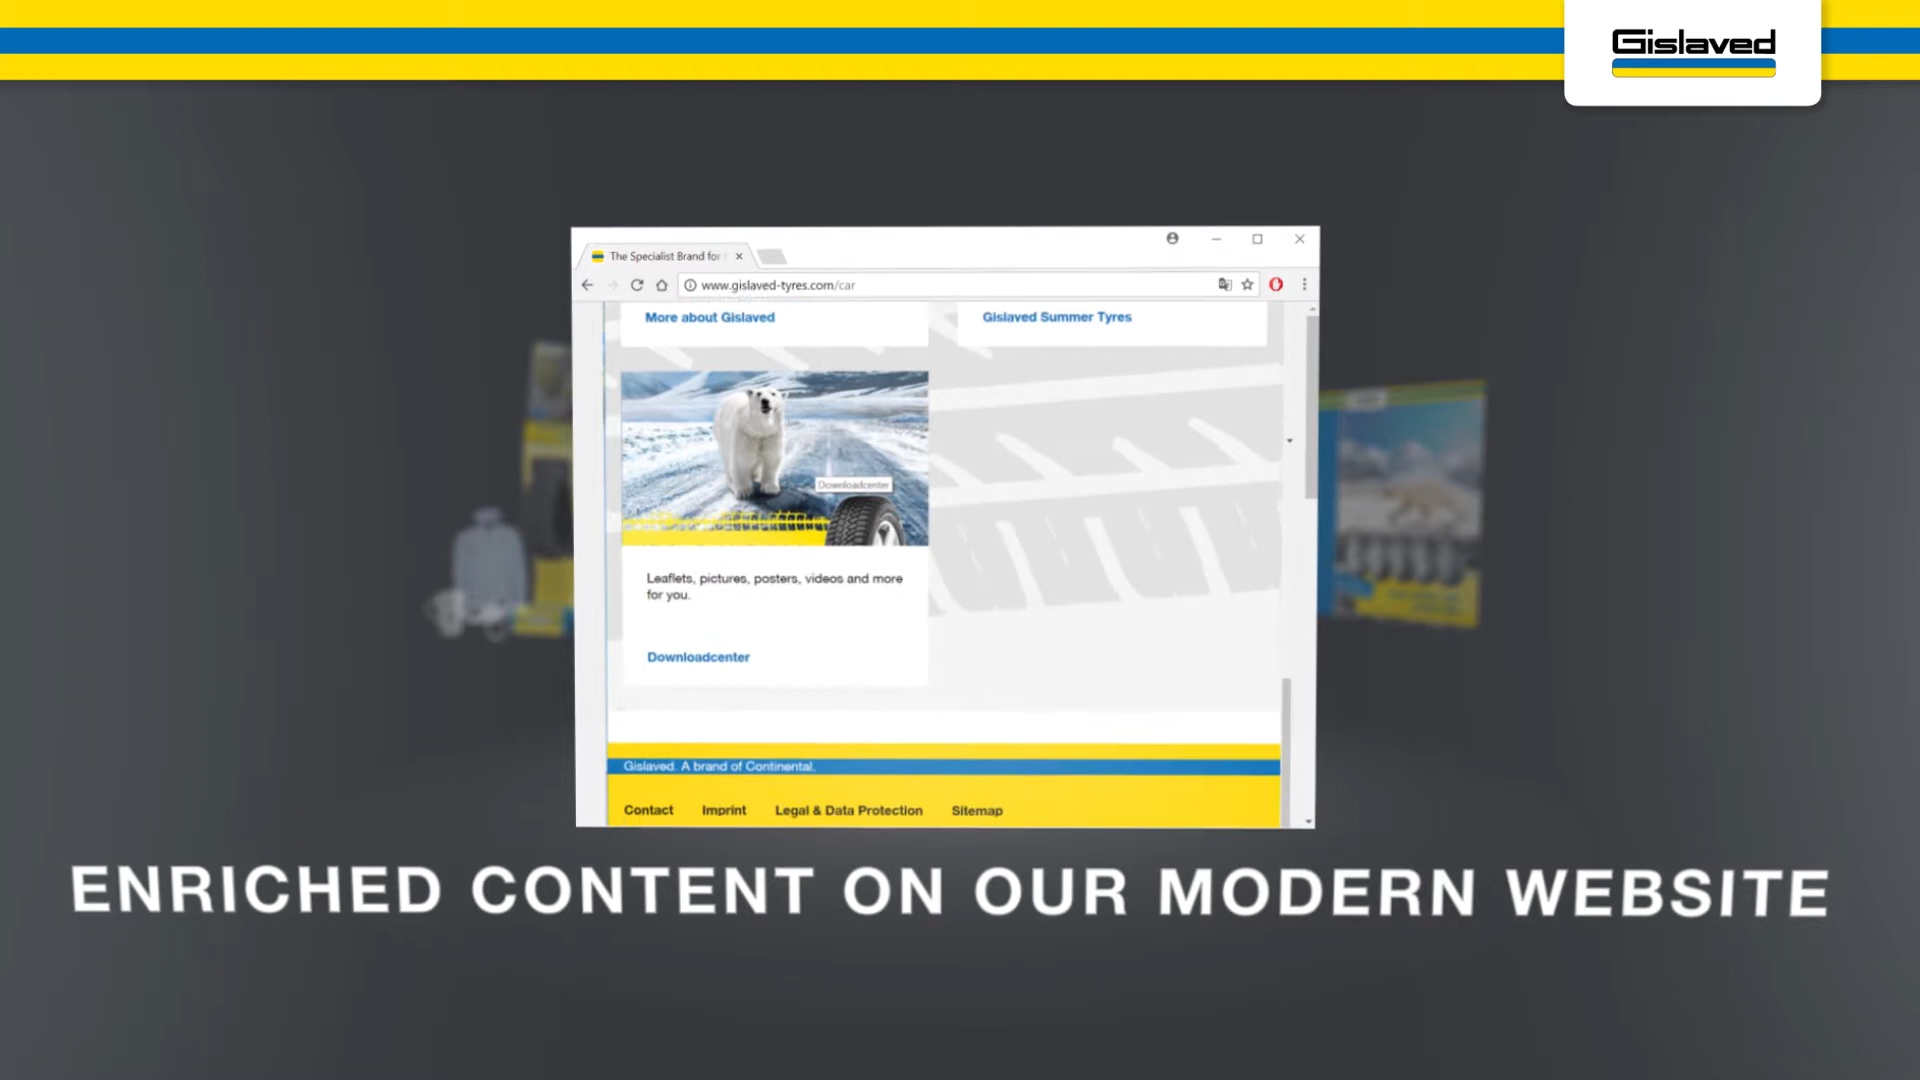 Gislaved
The Specialist Brand for
www.gislaved-tyres.com/car
More about Gislaved
Gislaved Summer Tyres
Downloadcenter
Leaflets, pictures, posters, videos and more
for you.
Downloadcenter
Gislaved. A brand of Continental.
Contact Imprint Legal & Data Protection Sitemap
ENRICHED CONTENT ON OUR MODERN WEBSITE